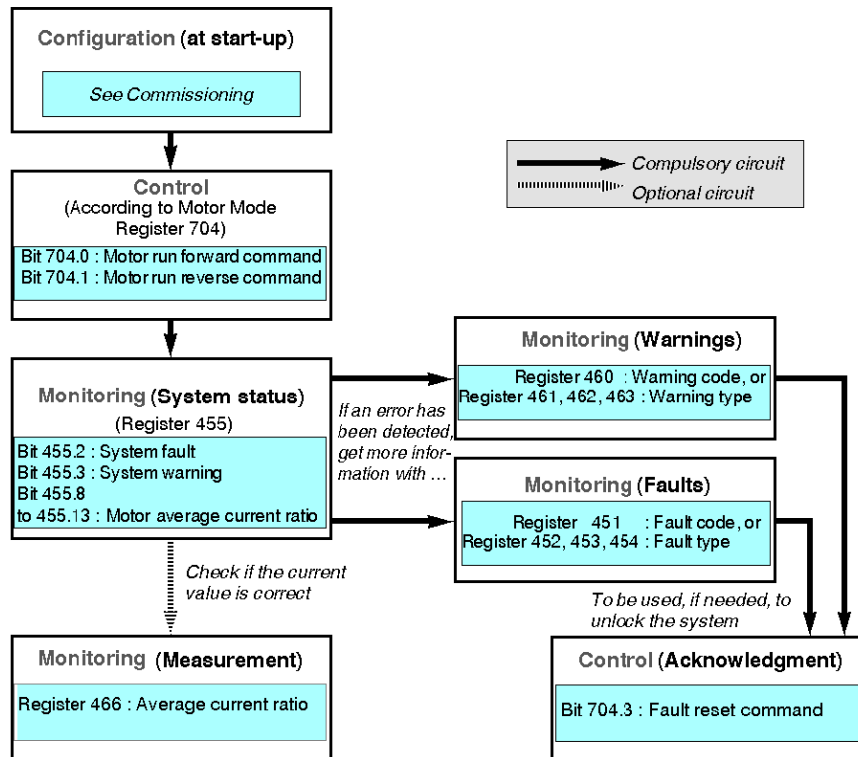 Configuration (at start-up)
See Commissioning
Compulsory circuit
Optional circuit
Control
(According to Motor Mode
Register 704)
Bit 704.0 : Motor run forward command
Bit 704.1 : Motor run reverse command
Monitoring (System status)
(Register 455)
Bit 455.2 : System fault
Bit 455.3 : System warning
Bit 455.8
to 455.13 : Motor average current ratio
If an error has
been detected,
get more infor-
mation with ...
Monitoring (Warnings)
Register 460 : Warning code, or
Register 461, 462, 463 : Warning type
Monitoring (Faults)
Register 451 : Fault code, or
Register 452, 453, 454 : Fault type
Check if the current
value is correct
To be used, if needed, to
unlock the system
Monitoring (Measurement)
Register 466 : Average current ratio
Control (Acknowledgment)
Bit 704.3 : Fault reset command